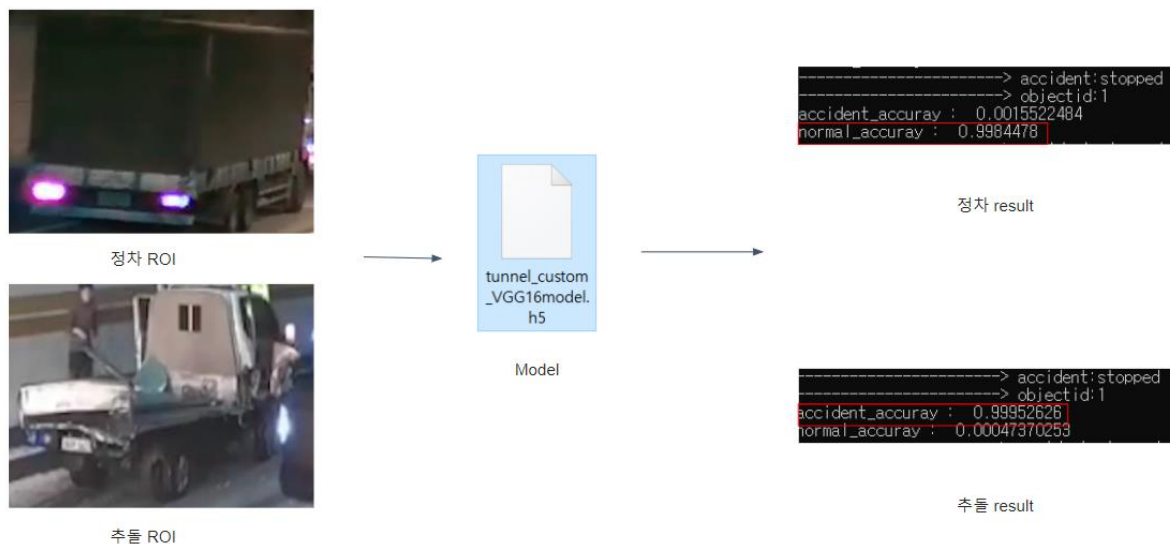 정차 ROI
추돌 ROI
tunnel_custom
_VGG16model.
h5
Model
------------------------> accident:stopped
------------------------> objectid:1
accident_accuray : 0.0015522484
normal_accuray : 0.9984478
정차 result
------------------------> accident:stopped
------------------------> objectid:1
accident_accuray : 0.99952626
normal_accuray : 0.00047370253
추돌 result